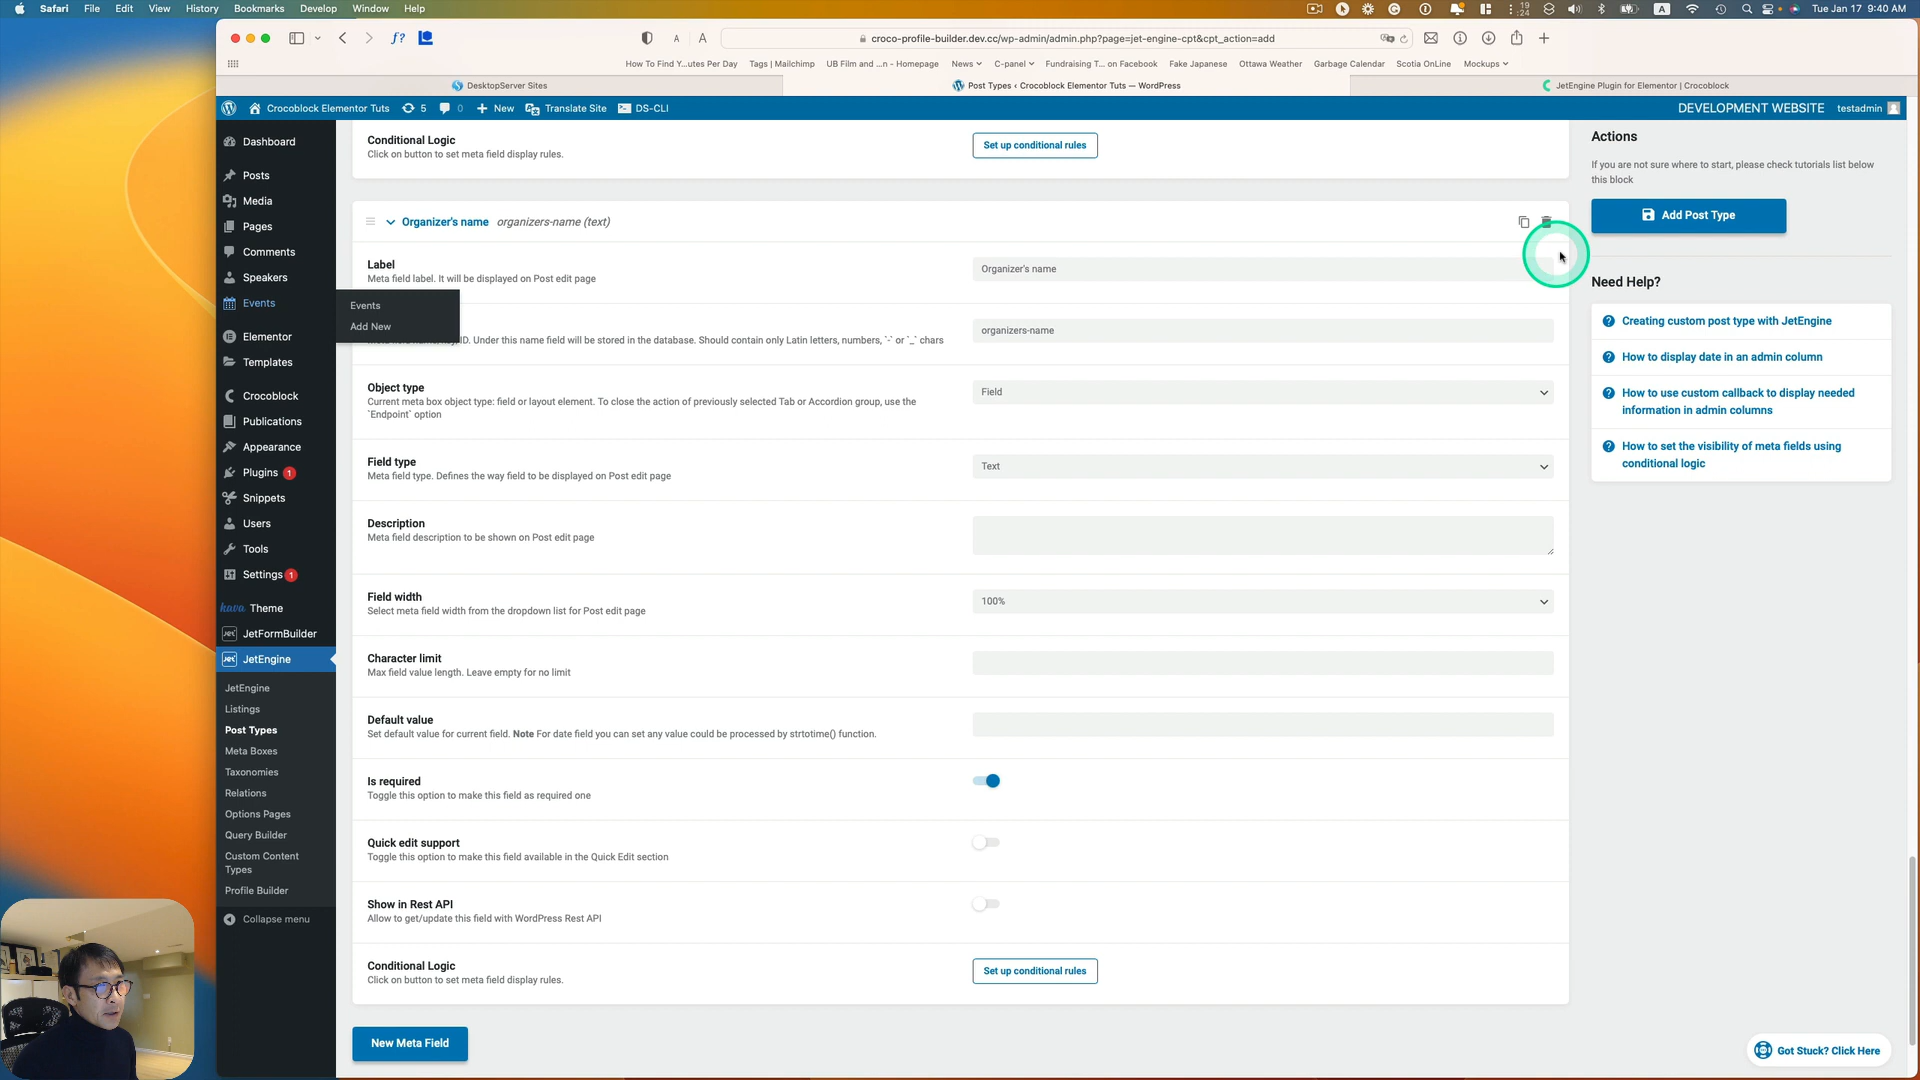 Safari File Edit View History Bookmarks Develop Window Help
19
24
A
Tue Jan 17 9:40 AM
croco-profile-builder.dev.cc/wp-admin/admin.php?page=jet-engine-cpt&cpt_action=add
How To Find Y...utes Per Day Tags | Mailchimp UB Film and ...n - Homepage News C-panel Fundraising T... on Facebook Fake Japanese Ottawa Weather Garbage Calendar Scotia OnLine Mockups
DesktopServer Sites
Post Types ‹ Crocoblock Elementor Tuts — WordPress
JetEngine Plugin for Elementor | Crocoblock
Crocoblock Elementor Tuts 5 0 New Translate Site DS-CLI
DEVELOPMENT WEBSITE testadmin
Dashboard
Posts
Media
Pages
Comments
Speakers
Events
Elementor
Templates
Crocoblock
Publications
Appearance
Plugins 1
Snippets
Users
Tools
Settings 1
kava Theme
JetFormBuilder
JetEngine
JetEngine
Listings
Post Types
Meta Boxes
Taxonomies
Relations
Options Pages
Query Builder
Custom Content
Types
Profile Builder
Collapse menu
Events
Add New
Conditional Logic
Click on button to set meta field display rules.
Set up conditional rules
Organizer's name organizers-name (text)
Label
Meta field label. It will be displayed on Post edit page
Organizer's name
ID. Under this name field will be stored in the database. Should contain only Latin letters, numbers, `-` or `_` chars
organizers-name
Object type
Current meta box object type: field or layout element. To close the action of previously selected Tab or Accordion group, use the
`Endpoint` option
Field
Field type
Meta field type. Defines the way field to be displayed on Post edit page
Text
Description
Meta field description to be shown on Post edit page
Field width
Select meta field width from the dropdown list for Post edit page
100%
Character limit
Max field value length. Leave empty for no limit
Default value
Set default value for current field. Note For date field you can set any value could be processed by strtotime() function.
Is required
Toggle this option to make this field as required one
Quick edit support
Toggle this option to make this field available in the Quick Edit section
Show in Rest API
Allow to get/update this field with WordPress Rest API
Conditional Logic
Click on button to set meta field display rules.
Set up conditional rules
New Meta Field
Actions
If you are not sure where to start, please check tutorials list below
this block
Add Post Type
Need Help?
Creating custom post type with JetEngine
How to display date in an admin column
How to use custom callback to display needed
information in admin columns
How to set the visibility of meta fields using
conditional logic
Got Stuck? Click Here